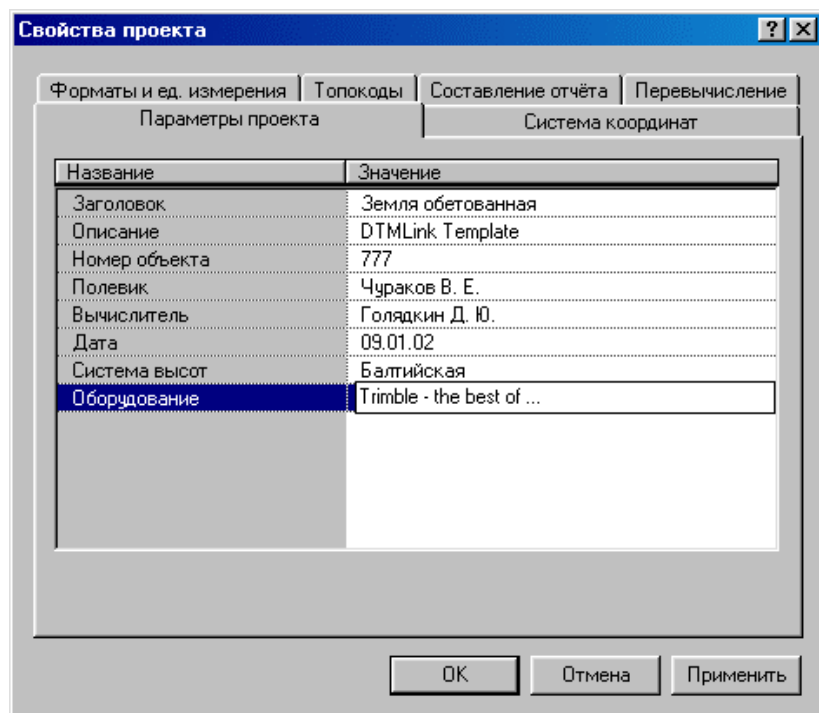 Свойства проекта
Форматы и ед. измерения Топокоды Составление отчёта Перевычисление
Параметры проекта Система координат
Название Значение
Заголовок Земля обетованная
Описание DTMLink Template
Номер объекта 777
Полевик Чураков В. Е.
Вычислитель Голядкин Д. Ю.
Дата 09.01.02
Система высот Балтийская
Оборудование Trimble - the best of ...
OK Отмена Применить